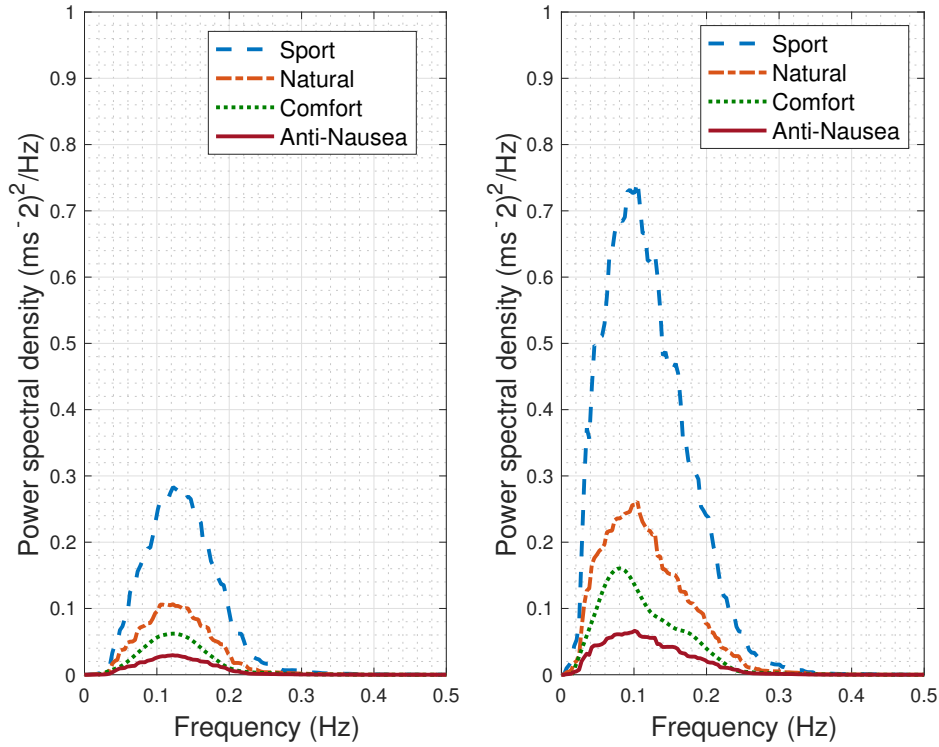 1
0.9
0.8
0.7
0.6
0.5
0.4
0.3
0.2
0.1
0
0 0.1 0.2 0.3 0.4 0.5
Frequency (Hz)
Power spectral density (ms-2)2/Hz)
Sport
Natural
Comfort
Anti-Nausea
1
0.9
0.8
0.7
0.6
0.5
0.4
0.3
0.2
0.1
0
0 0.1 0.2 0.3 0.4 0.5
Frequency (Hz)
Power spectral density (ms-2)2/Hz)
Sport
Natural
Comfort
Anti-Nausea